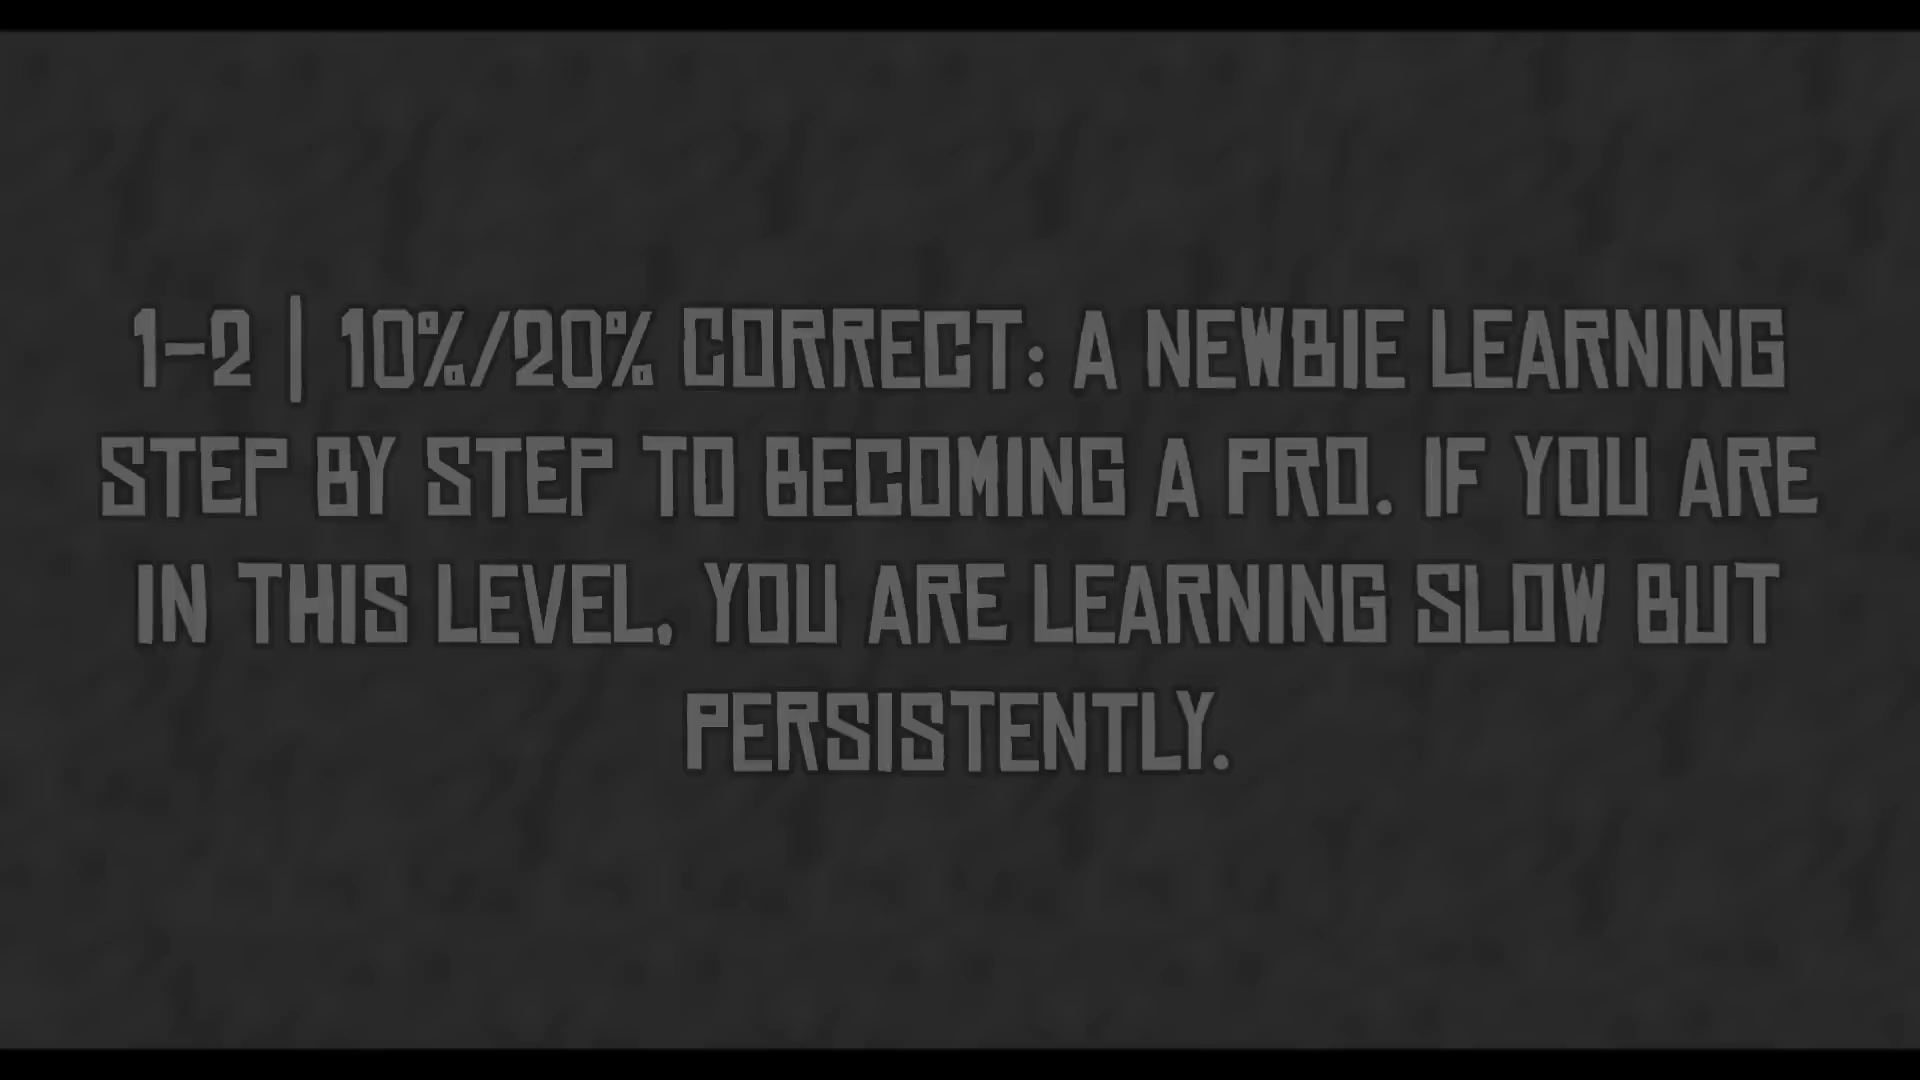 1-2 | 10%/20% CORRECT: A NEWBIE LEARNING
STEP BY STEP TO BECOMING A PRO. IF YOU ARE
IN THIS LEVEL, YOU ARE LEARNING SLOW BUT
PERSISTENTLY.